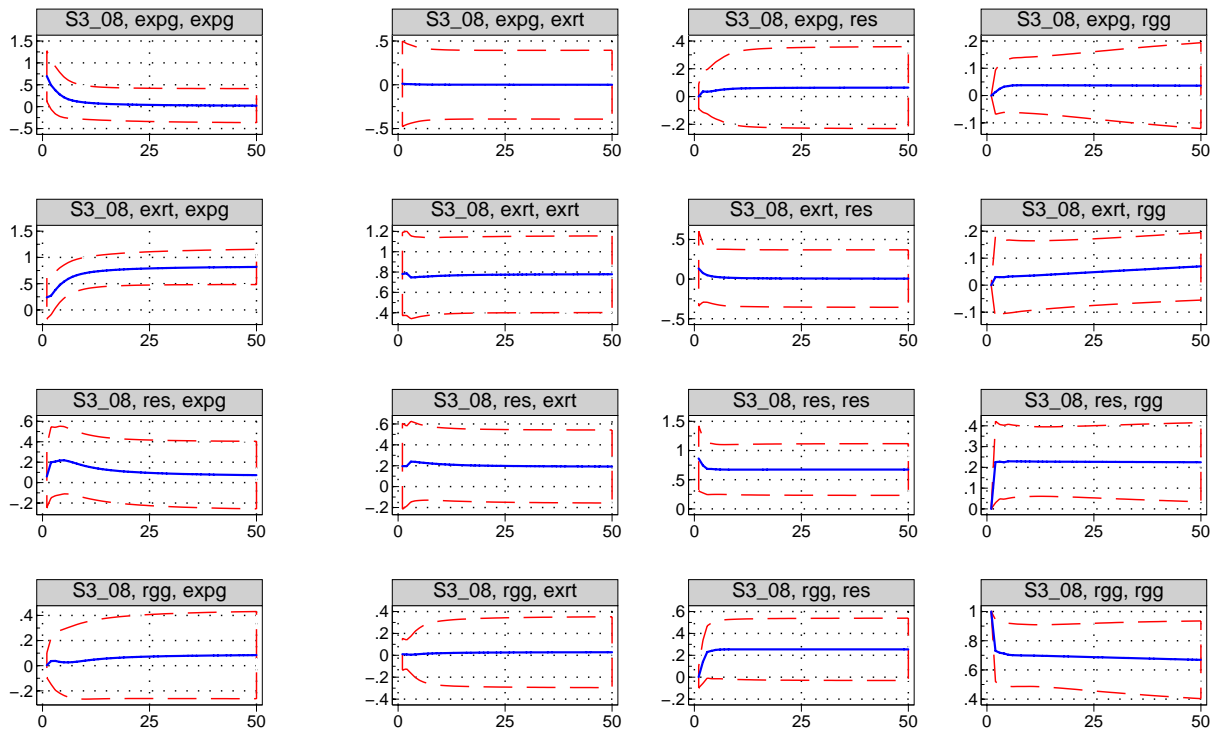 S3_08, expg, expg
1.5
1
.5
0
−.5
0 25 50
S3_08, expg, exrt
.5
0
−.5
0 25 50
S3_08, expg, res
.4
.2
0
−.2
0 25 50
S3_08, expg, rgg
.2
.1
0
−.1
0 25 50
S3_08, exrt, expg
1.5
1
.5
0
0 25 50
S3_08, exrt, exrt
1.2
1
.8
.6
.4
0 25 50
S3_08, exrt, res
.5
0
−.5
0 25 50
S3_08, exrt, rgg
.2
.1
0
−.1
0 25 50
S3_08, res, expg
.6
.4
.2
0
−.2
0 25 50
S3_08, res, exrt
.6
.4
.2
0
−.2
0 25 50
S3_08, res, res
1.5
1
.5
0
0 25 50
S3_08, res, rgg
.4
.3
.2
.1
0
0 25 50
S3_08, rgg, expg
.4
.2
0
−.2
0 25 50
S3_08, rgg, exrt
.4
.2
0
−.2
−.4
0 25 50
S3_08, rgg, res
.6
.4
.2
0
−.2
0 25 50
S3_08, rgg, rgg
1
.8
.6
.4
0 25 50